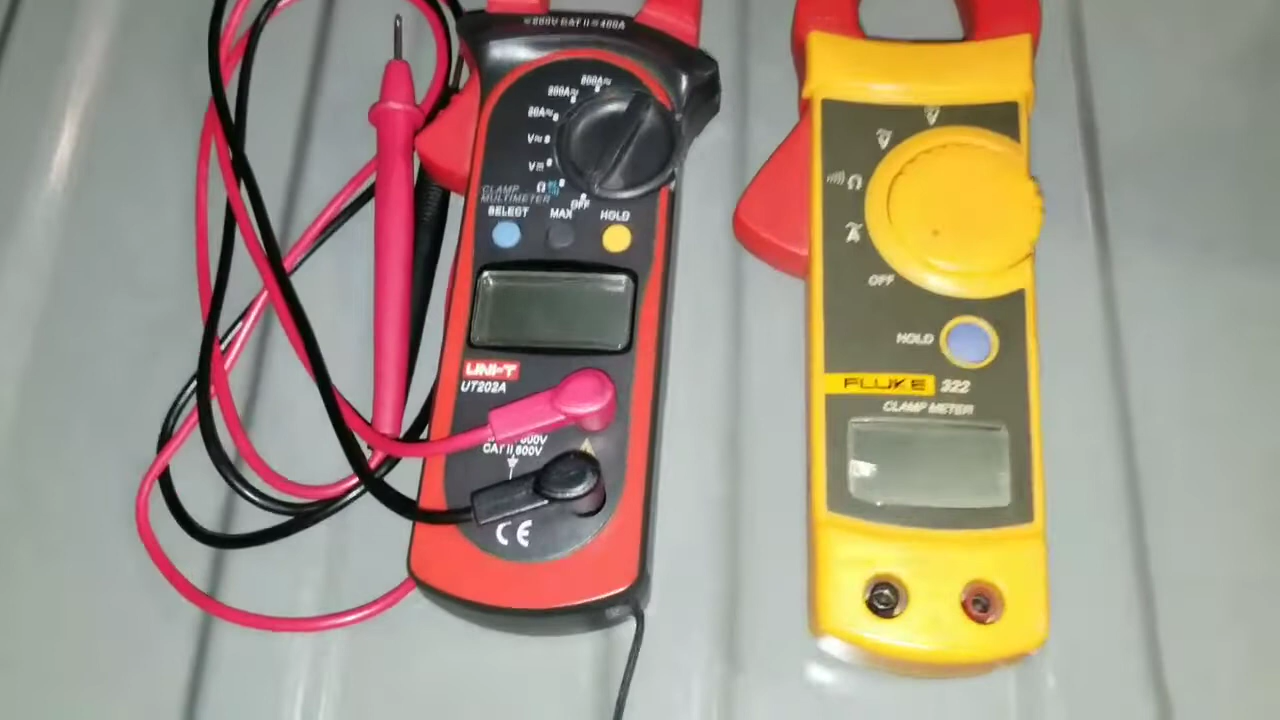 600V CAT II 400A
600A≂
200A≂
20A≂
V≂
V⎓
Ω
OFF
CLAMP
MULTIMETER
SELECT
MAX
HOLD
UNI-T
UT202A
600V
CAT II 600V
CE
V
V
Ω
A
OFF
HOLD
FLUKE 322
CLAMP METER